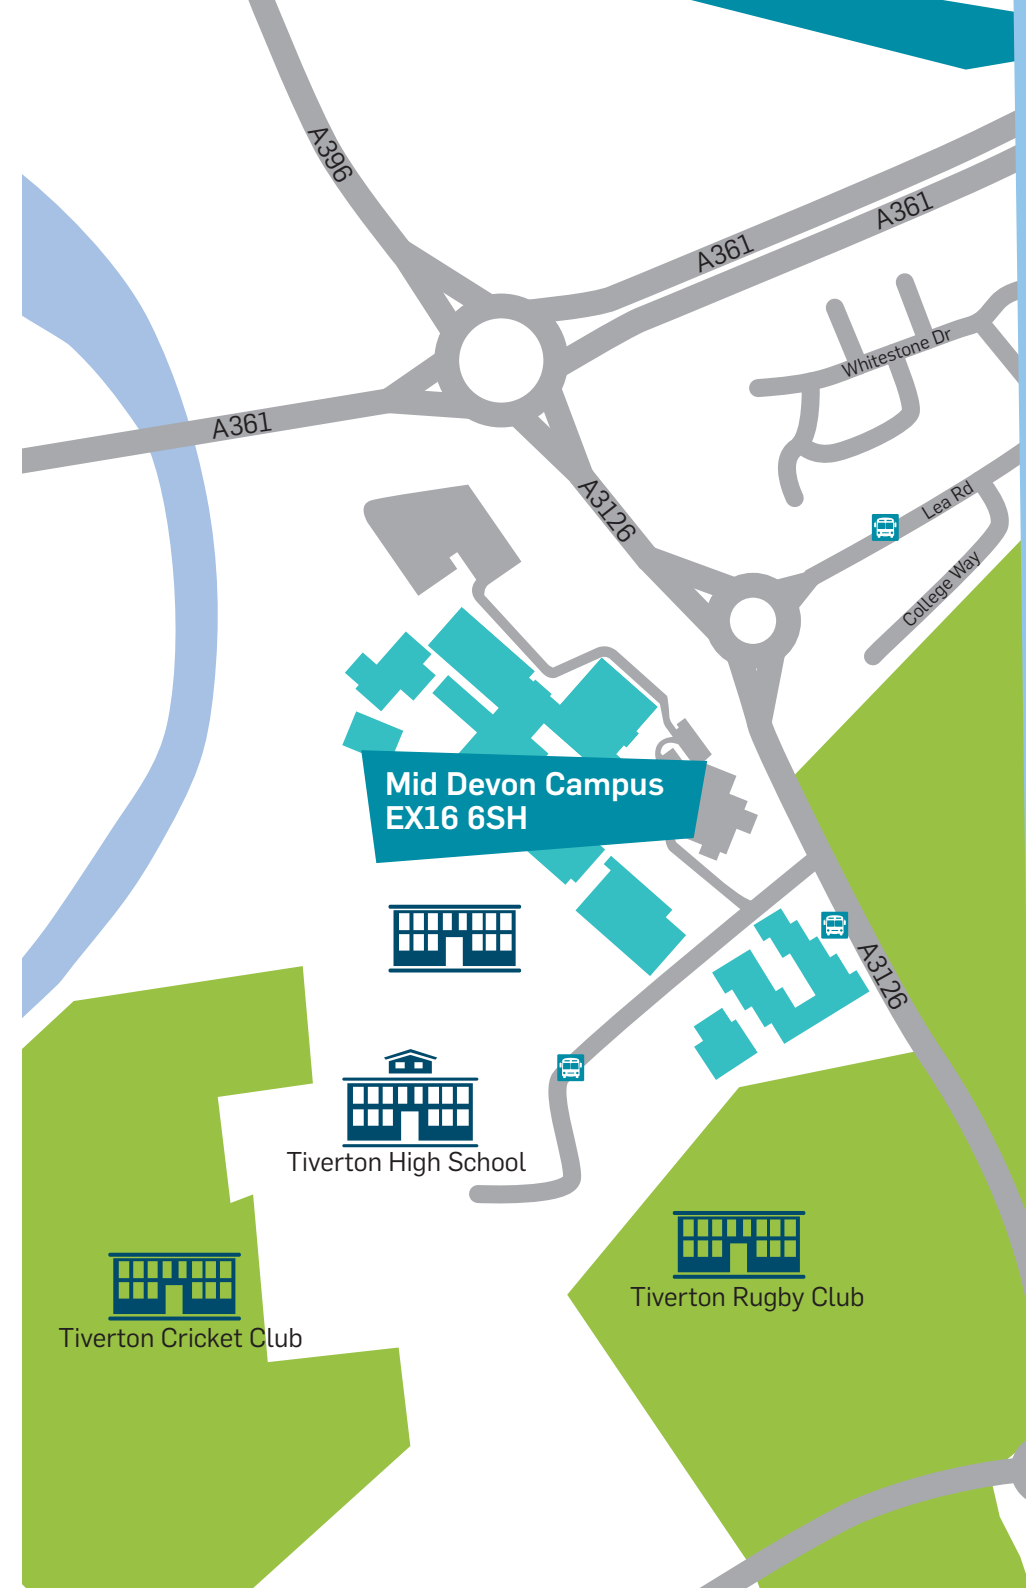 A396
A361
A361
Whitestone Dr
A361
A3126
Lea Rd
College Way
Mid Devon Campus
EX16 6SH
A3126
Tiverton High School
Tiverton Rugby Club
Tiverton Cricket Club